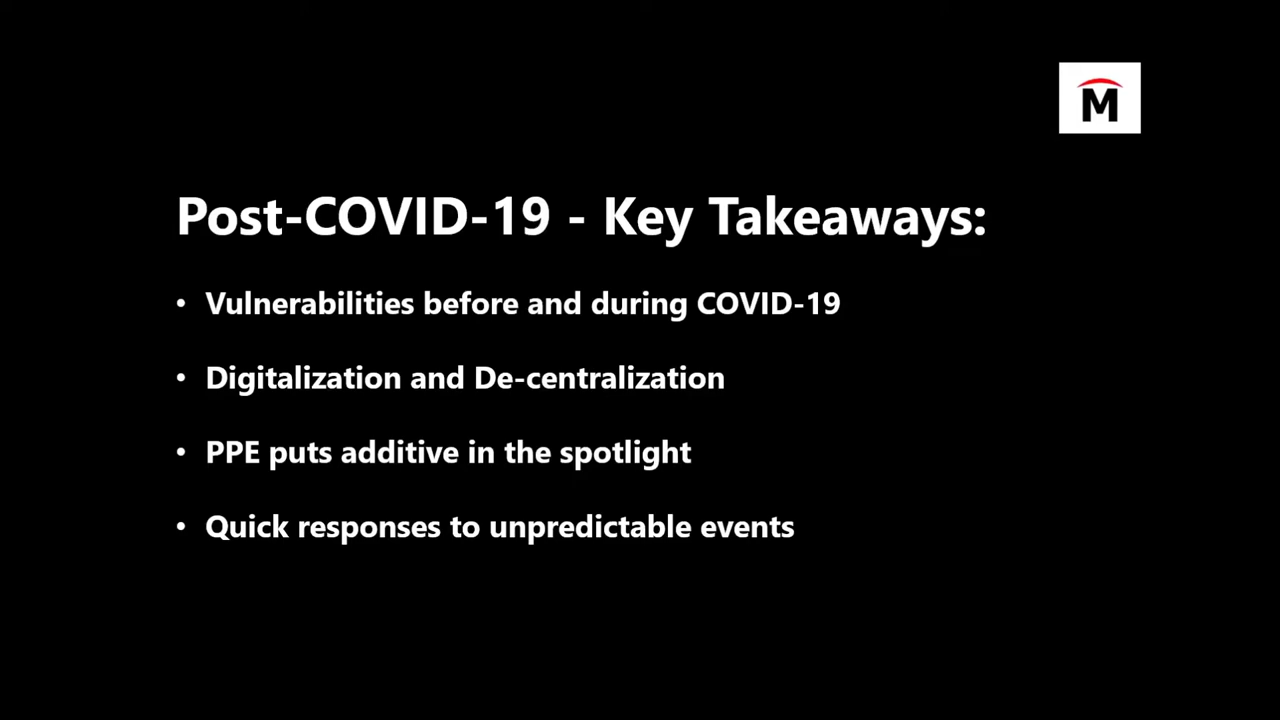 M
Post-COVID-19 - Key Takeaways:
• Vulnerabilities before and during COVID-19
• Digitalization and De-centralization
• PPE puts additive in the spotlight
• Quick responses to unpredictable events